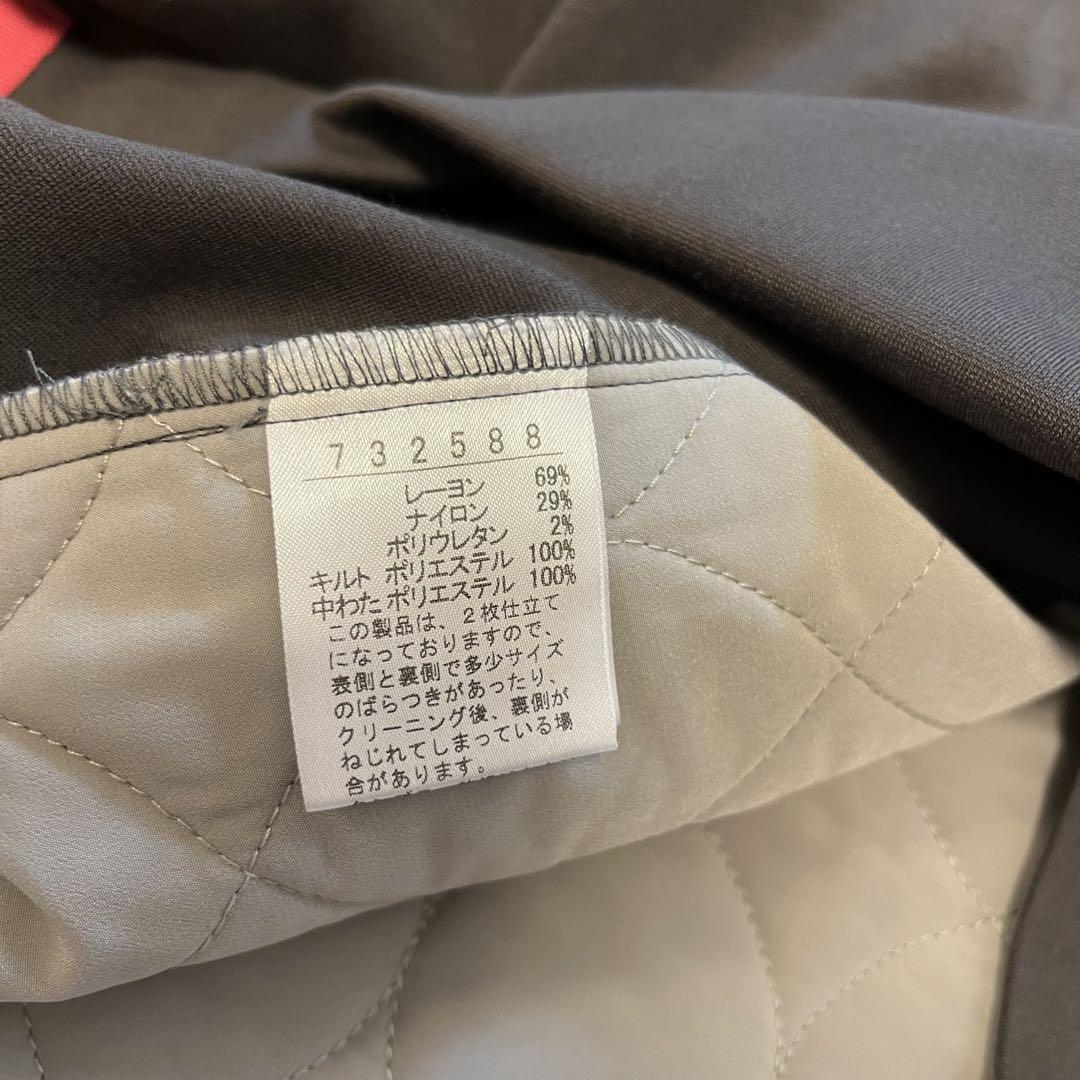 732588
レーヨン 69%
ナイロン 29%
ポリウレタン 2%
キルト ポリエステル 100%
中わた ポリエステル 100%
この製品は、2枚仕立て
になっておりますので、
表側と裏側で多少サイズ
のばらつきがあったり、
クリーニング後、裏側が
ねじれてしまっている場
合があります。